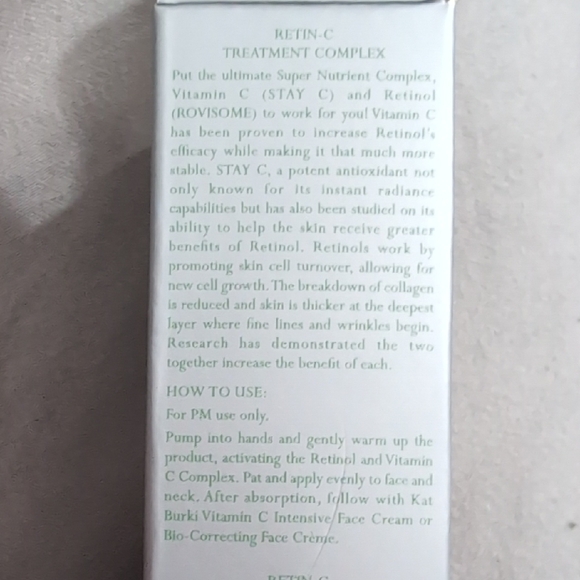 RETIN-C
TREATMENT COMPLEX
Put the ultimate Super Nutrient Complex,
Vitamin C (STAY C) and Retinol
(ROVISOME) to work for you! Vitamin C
has been proven to increase Retinol's
efficacy while making it that much more
stable. STAY C, a potent antioxidant not
only known for its instant radiance
capabilities but has also been studied on its
ability to help the skin receive greater
benefits of Retinol. Retinols work by
promoting skin cell turnover, allowing for
new cell growth. The breakdown of collagen
is reduced and skin is thicker at the deepest
layer where fine lines and wrinkles begin.
Research has demonstrated the two
together increase the benefit of each.
HOW TO USE:
For PM use only.
Pump into hands and gently warm up the
product, activating the Retinol and Vitamin
C Complex. Pat and apply evenly to face and
neck. After absorption, follow with Kat
Burki Vitamin C Intensive Face Cream or
Bio-Correcting Face Crème.
RETIN-C